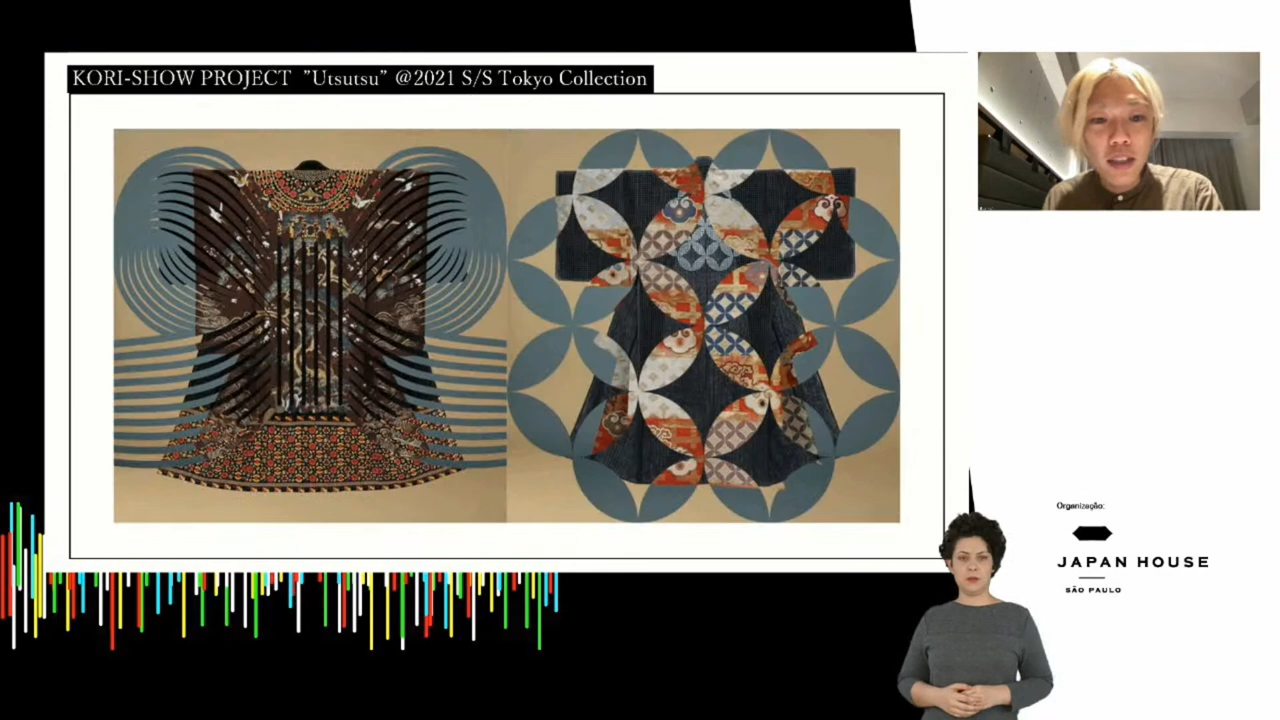 KORI-SHOW PROJECT "Utsutsu" @2021 S/S Tokyo Collection
Organização:
JAPAN HOUSE
SÃO PAULO